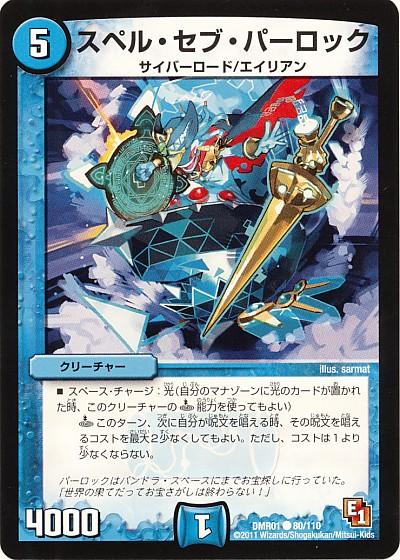 5
スペル・セブ・パーロック
サイバーロード/エイリアン
illus. sarmat
クリーチャー
■ スペース・チャージ:光(自分のマナゾーンに光のカードが置かれ
た時、このクリーチャーの 能力を使ってもよい)
このターン、次に自分が呪文を唱える時、その呪文を唱え
るコストを最大2少なくしてもよい。ただし、コストは1より
少なくならない。
パーロックはパンドラ・スペースにまでお宝探しに行っていた。
「世界の果てだってお宝さがしは終わらない!」
4000
1
DMR01 80/110
E1
©2011 Wizards/Shogakukan/Mitsui-Kids